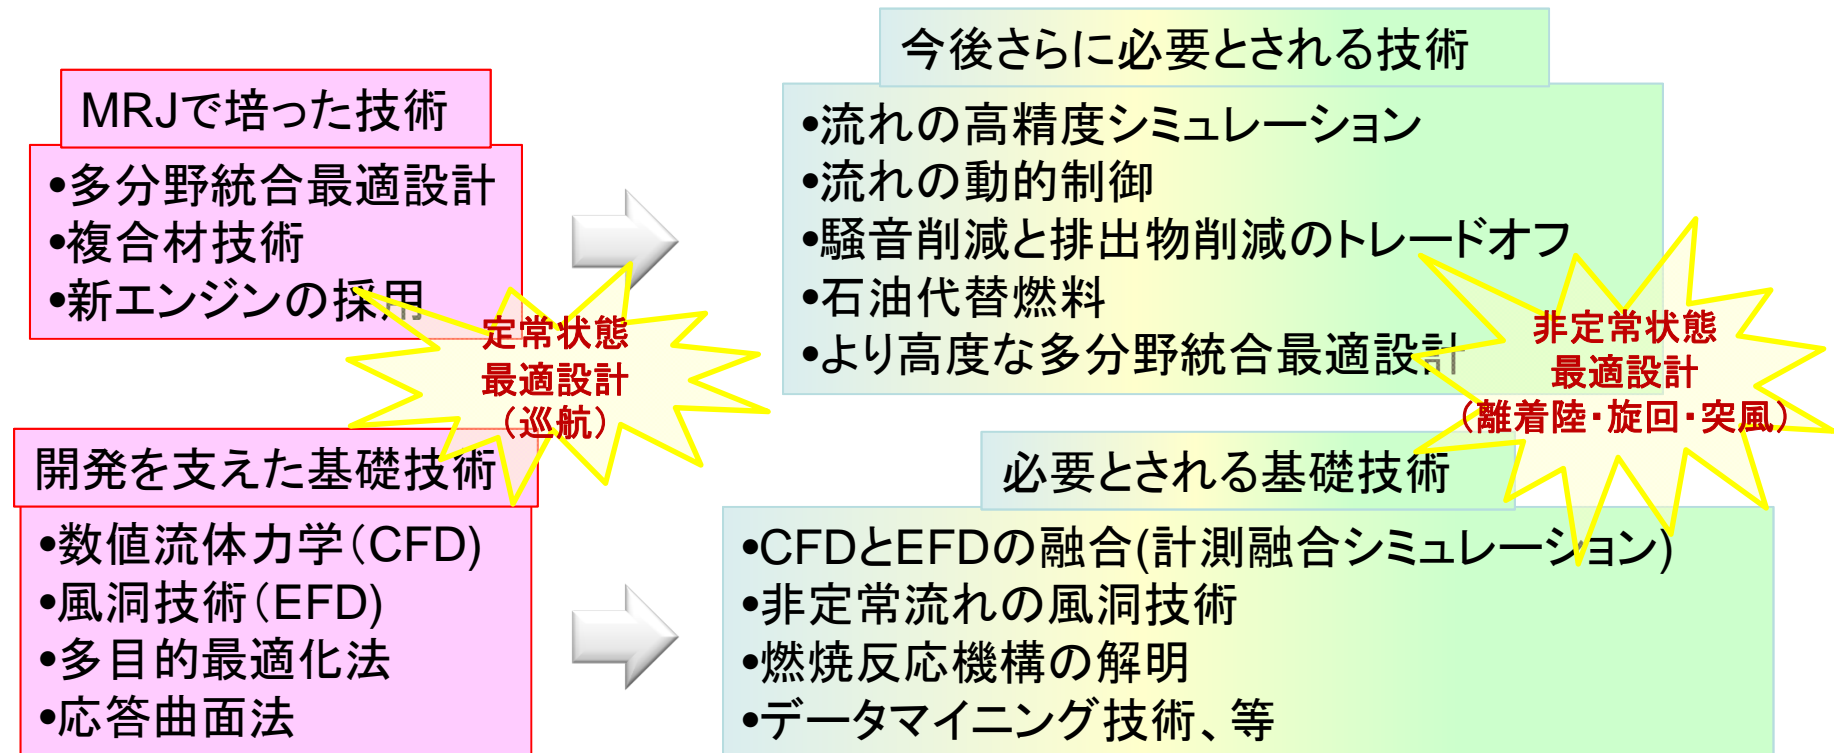 MRJで培った技術
•多分野統合最適設計
•複合材技術
•新エンジンの採用
定常状態
最適設計
（巡航）
開発を支えた基礎技術
•数値流体力学（CFD)
•風洞技術（EFD)
•多目的最適化法
•応答曲面法
今後さらに必要とされる技術
•流れの高精度シミュレーション
•流れの動的制御
•騒音削減と排出物削減のトレードオフ
•石油代替燃料
•より高度な多分野統合最適設計
非定常状態
最適設計
（離着陸・旋回・突風）
必要とされる基礎技術
•CFDとEFDの融合(計測融合シミュレーション)
•非定常流れの風洞技術
•燃焼反応機構の解明
•データマイニング技術、等